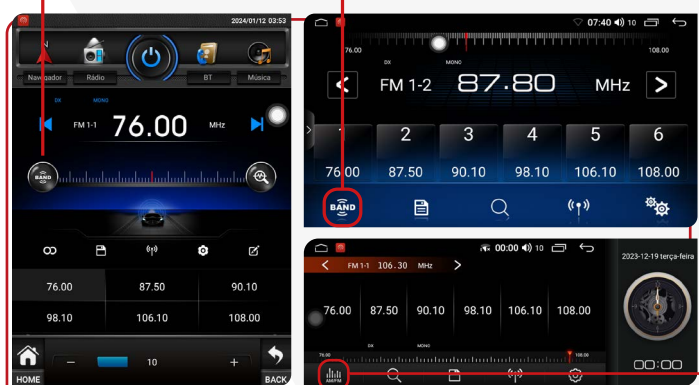 2024/01/12 03:53
Navegador Rádio BT Música
DX MONO
FM 1-1 76.00 MHz
BAND
76.00 87.50 90.10
98.10 106.10 108.00
HOME - 10 + BACK
07:40 10
76.00 108.00
DX MONO
FM 1-2 87.80 MHz
1 2 3 4 5 6
76.00 87.50 90.10 98.10 106.10 108.00
BAND
00:00 10
FM 1-1 106.30 MHz
76.00 87.50 90.10 98.10 106.10 108.00
DX MONO
76.00 108.00
AM/FM
2023-12-19 terça-feira
00:00